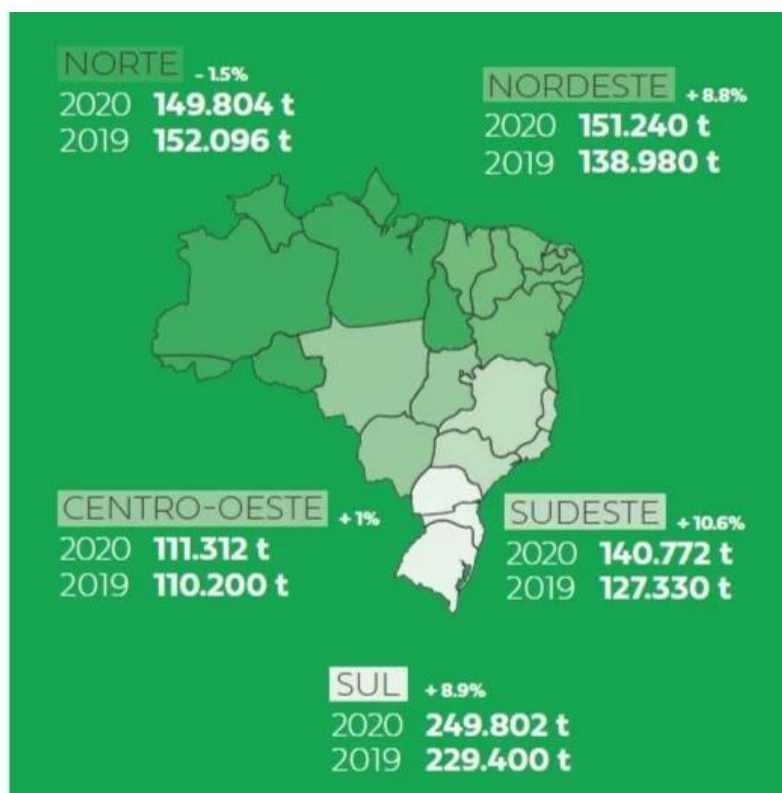 NORTE - 1.5%
2020 149.804 t
2019 152.096 t
NORDESTE + 8.8%
2020 151.240 t
2019 138.980 t
CENTRO-OESTE + 1%
2020 111.312 t
2019 110.200 t
SUDESTE + 10.6%
2020 140.772 t
2019 127.330 t
SUL + 8.9%
2020 249.802 t
2019 229.400 t